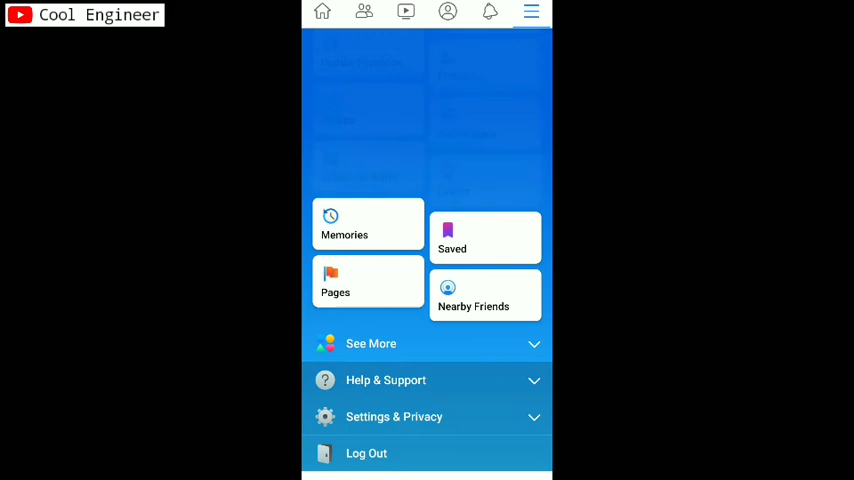 Cool Engineer
Memories
Saved
Pages
Nearby Friends
See More
Help & Support
Settings & Privacy
Log Out